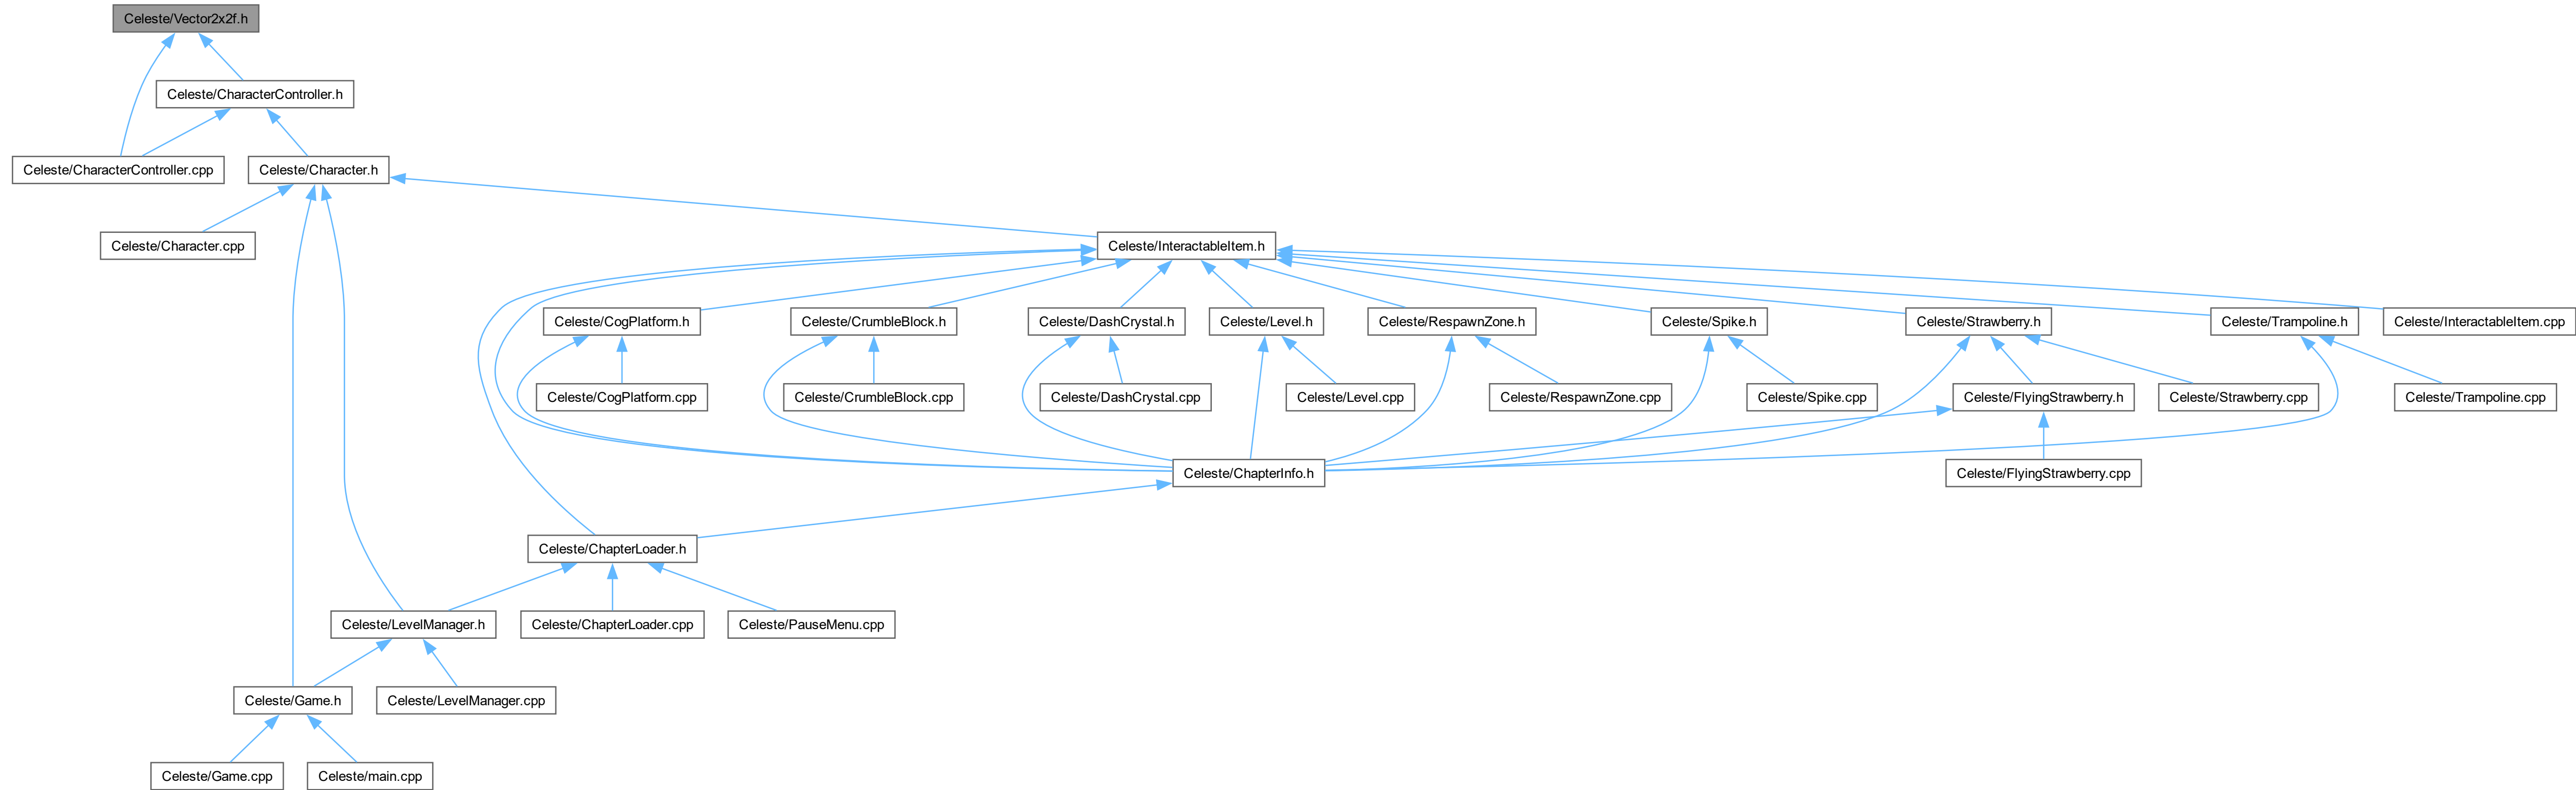 Celeste/Vector2x2f.h
Celeste/CharacterController.h
Celeste/CharacterController.cpp
Celeste/Character.h
Celeste/Character.cpp
Celeste/InteractableItem.h
Celeste/CogPlatform.h
Celeste/CrumbleBlock.h
Celeste/DashCrystal.h
Celeste/Level.h
Celeste/RespawnZone.h
Celeste/Spike.h
Celeste/Strawberry.h
Celeste/Trampoline.h
Celeste/InteractableItem.cpp
Celeste/CogPlatform.cpp
Celeste/CrumbleBlock.cpp
Celeste/DashCrystal.cpp
Celeste/Level.cpp
Celeste/RespawnZone.cpp
Celeste/Spike.cpp
Celeste/FlyingStrawberry.h
Celeste/Strawberry.cpp
Celeste/Trampoline.cpp
Celeste/ChapterInfo.h
Celeste/FlyingStrawberry.cpp
Celeste/ChapterLoader.h
Celeste/LevelManager.h
Celeste/ChapterLoader.cpp
Celeste/PauseMenu.cpp
Celeste/Game.h
Celeste/LevelManager.cpp
Celeste/Game.cpp
Celeste/main.cpp